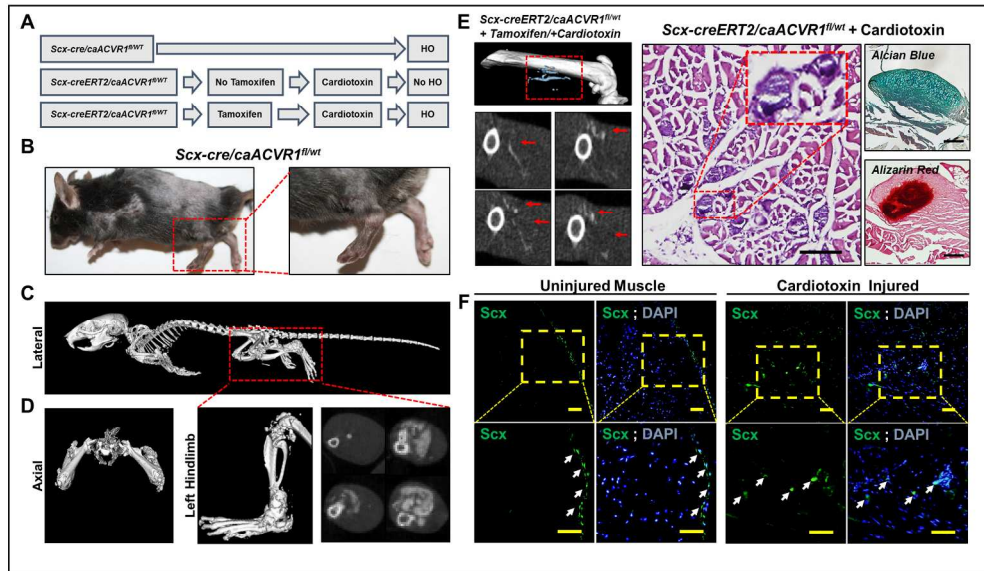 A
Scx-cre/caACVR1fl/WT
HO
Scx-creERT2/caACVR1fl/WT
No Tamoxifen
Cardiotoxin
No HO
Scx-creERT2/caACVR1fl/WT
Tamoxifen
Cardiotoxin
HO
B
Scx-cre/caACVR1fl/wt
C
Lateral
D
Axial
Left Hindlimb
E
Scx-creERT2/caACVR1fl/wt
+ Tamoxifen/+Cardiotoxin
Scx-creERT2/caACVR1fl/wt + Cardiotoxin
Alcian Blue
Alizarin Red
F
Uninjured Muscle
Cardiotoxin Injured
Scx
Scx ; DAPI
Scx
Scx ; DAPI
Scx
Scx ; DAPI
Scx
Scx ; DAPI